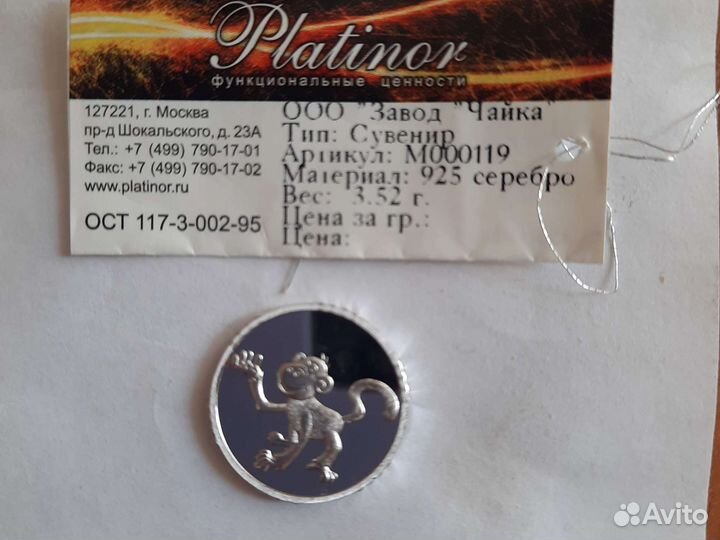 Platinor
функциональные ценности
127221, г. Москва
пр-д Шокальского, д. 23А
Тел.: +7 (499) 790-17-01
Факс: +7 (499) 790-17-02
www.platinor.ru
ОСТ 117-3-002-95
ООО "Завод "Чайка"
Тип: Сувенир
Артикул: М000119
Материал: 925 серебро
Вес: 3.52 г.
Цена за гр.:
Цена:
Avito